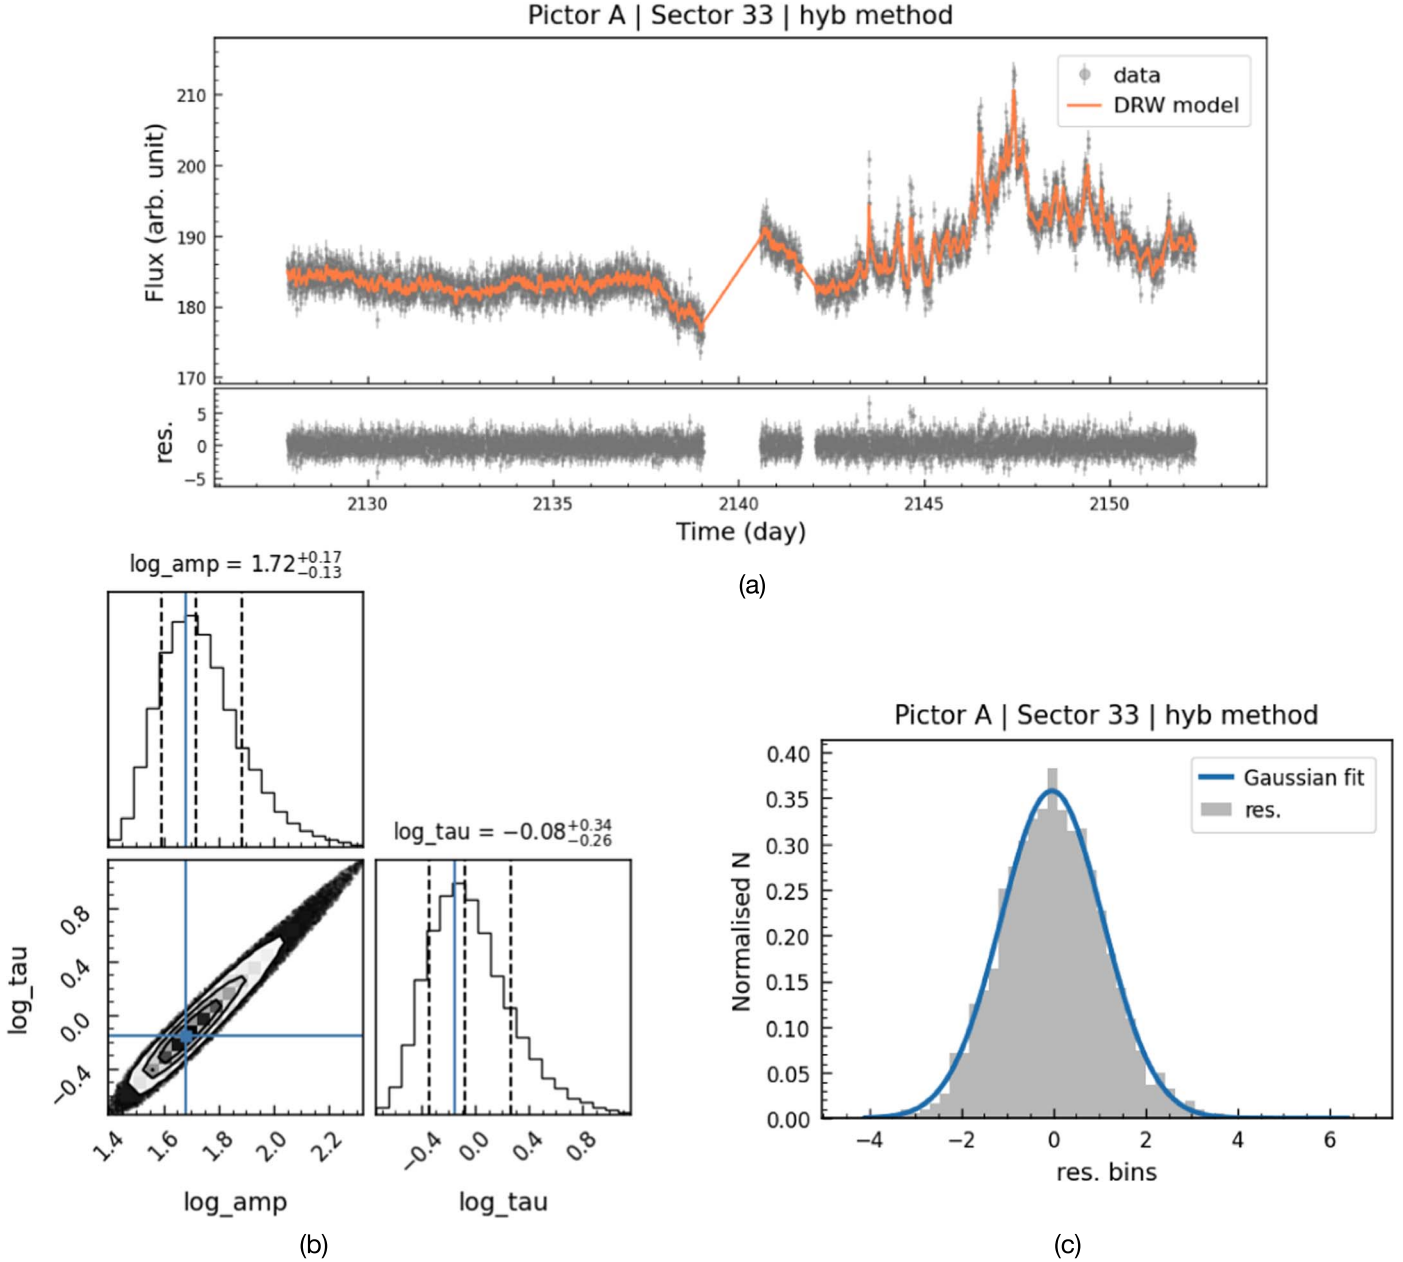 Pictor A | Sector 33 | hyb method
data
DRW model
Flux (arb. unit)
210
200
190
180
170
res.
5
0
−5
2130
2135
2140
2145
2150
Time (day)
(a)
log_amp = 1.72+0.17−0.13
log_tau = −0.08+0.34−0.26
log_tau
0.8
0.4
0.0
−0.4
1.4
1.6
1.8
2.0
2.2
log_amp
−0.4
0.0
0.4
0.8
log_tau
(b)
Pictor A | Sector 33 | hyb method
Gaussian fit
res.
Normalised N
0.40
0.35
0.30
0.25
0.20
0.15
0.10
0.05
0.00
−4
−2
0
2
4
6
res. bins
(c)